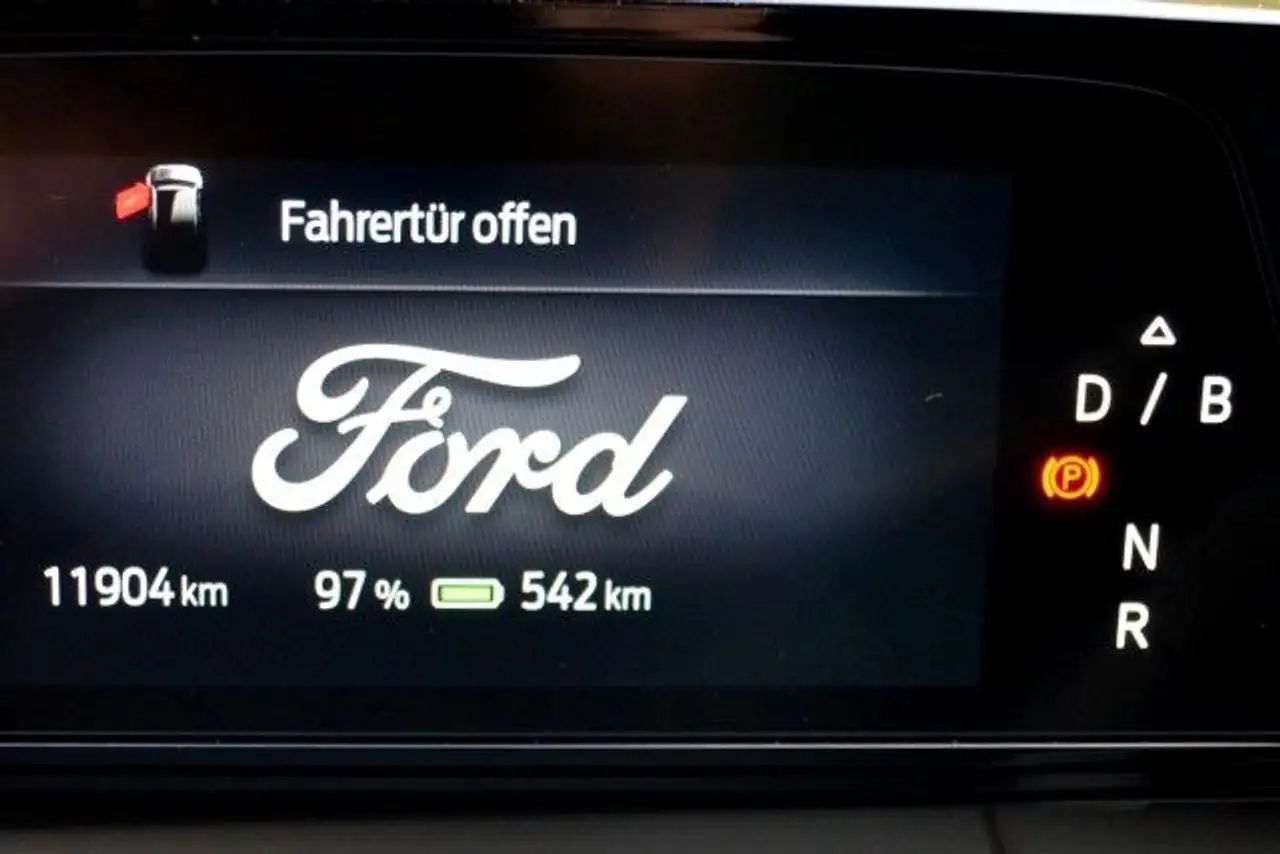 Fahrertür offen
Ford
D / B
P
11904 km 97 % 542 km
N
R